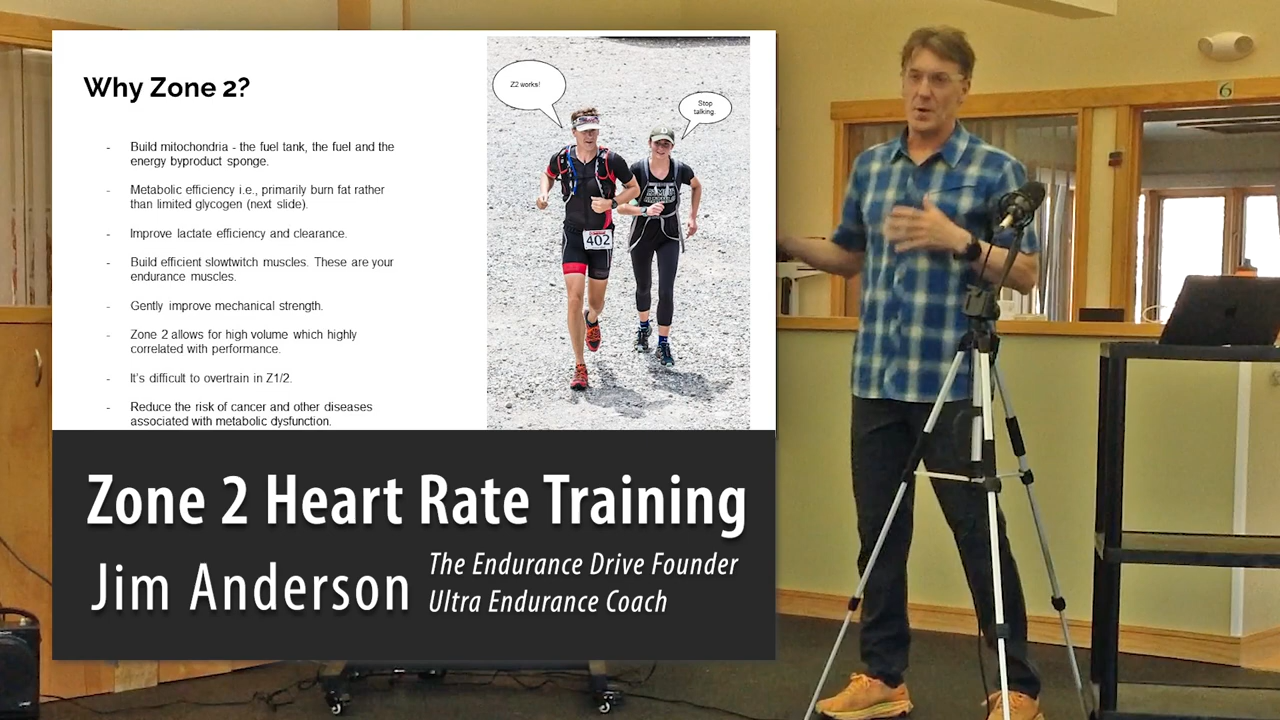 Why Zone 2?
- Build mitochondria - the fuel tank, the fuel and the
energy byproduct sponge.
- Metabolic efficiency i.e., primarily burn fat rather
than limited glycogen (next slide).
- Improve lactate efficiency and clearance.
- Build efficient slowtwitch muscles. These are your
endurance muscles.
- Gently improve mechanical strength.
- Zone 2 allows for high volume which highly
correlated with performance.
- It's difficult to overtrain in Z1/2.
- Reduce the risk of cancer and other diseases
associated with metabolic dysfunction.
Z2 works!
Stop
talking.
402
6
Zone 2 Heart Rate Training
Jim Anderson
The Endurance Drive Founder
Ultra Endurance Coach